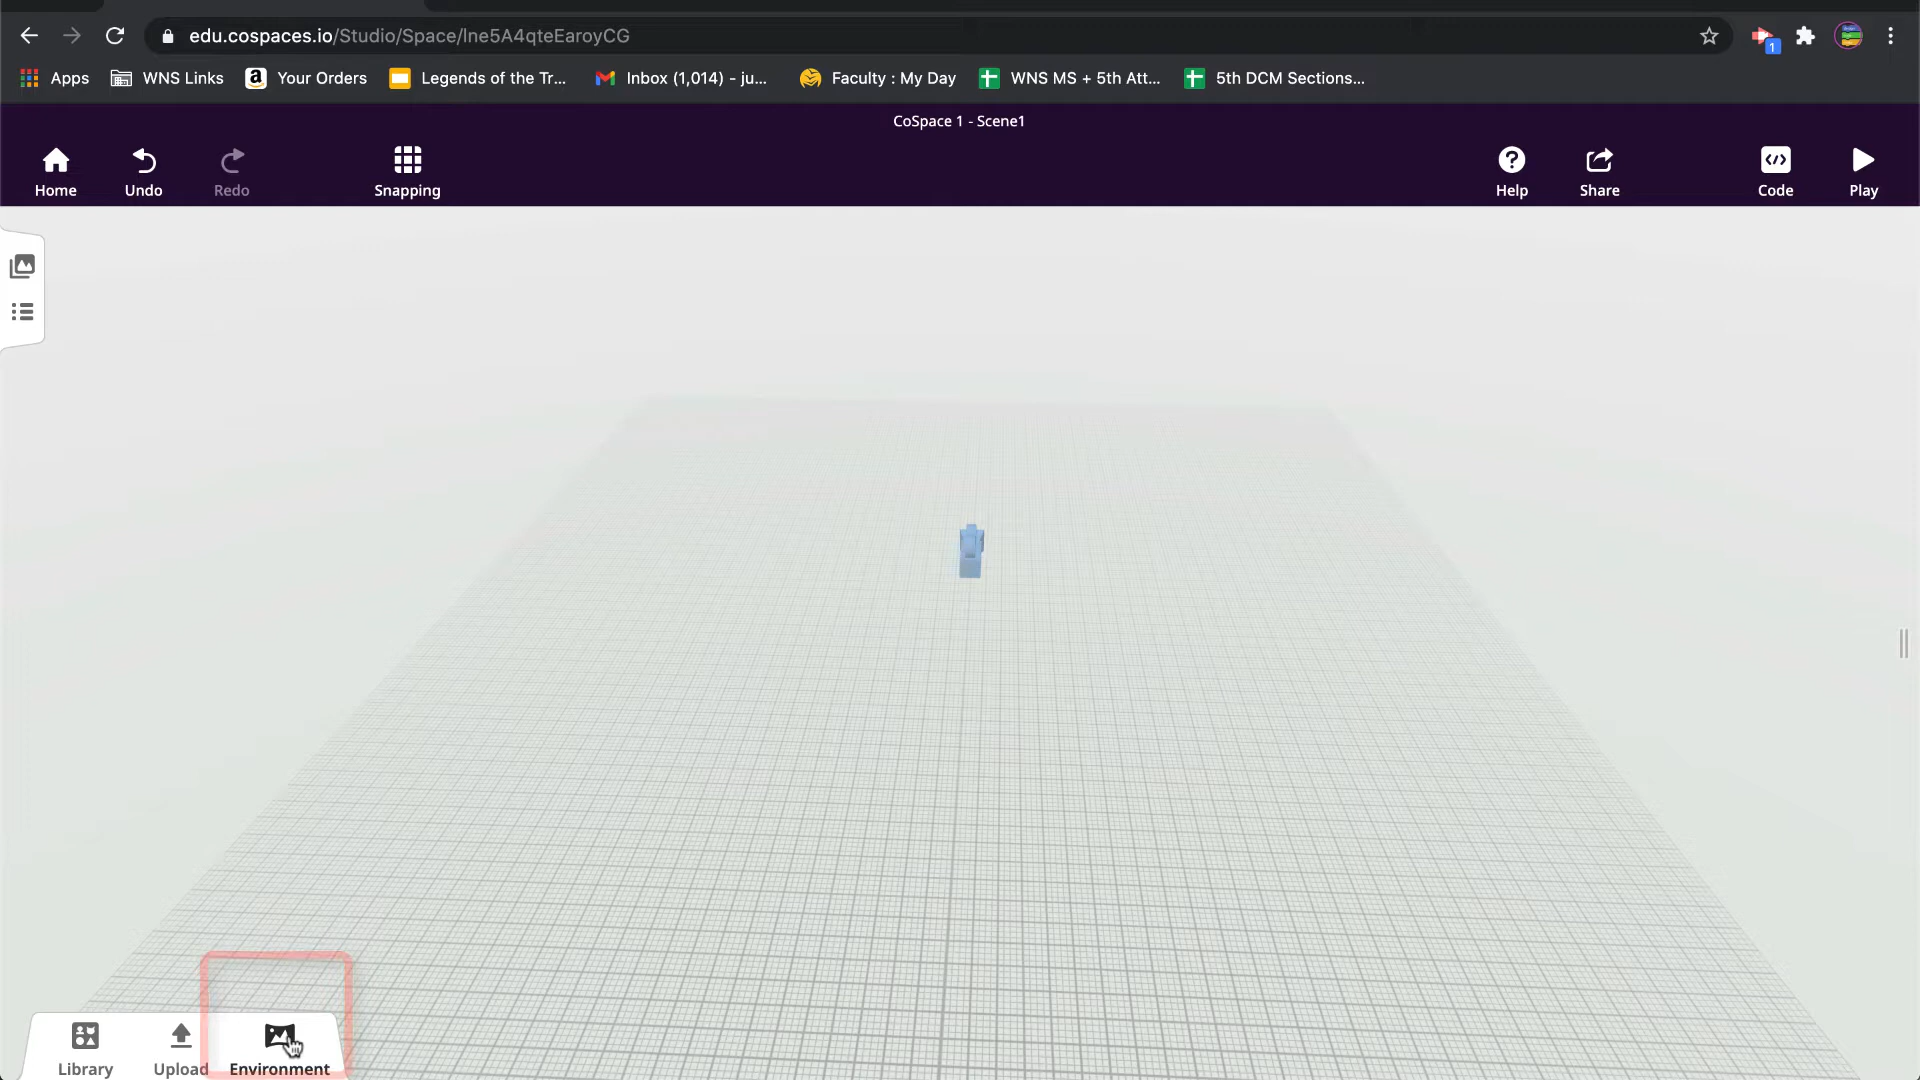 edu.cospaces.io/Studio/Space/lne5A4qteEaroyCG
1
Apps WNS Links Your Orders Legends of the Tr... Inbox (1,014) - ju... Faculty : My Day WNS MS + 5th Att... 5th DCM Sections...
CoSpace 1 - Scene1
Home Undo Redo Snapping Help Share Code Play
Library Upload Environment